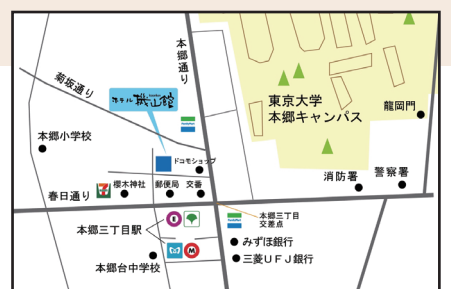 本郷通り
菊坂通り
ホテル 機山館
東京大学
本郷キャンパス
龍岡門
本郷小学校
ドコモショップ
消防署
警察署
春日通り
7
櫻木神社
郵便局
交番
本郷三丁目
交差点
本郷三丁目駅
E
M
みずほ銀行
三菱UFJ銀行
本郷台中学校